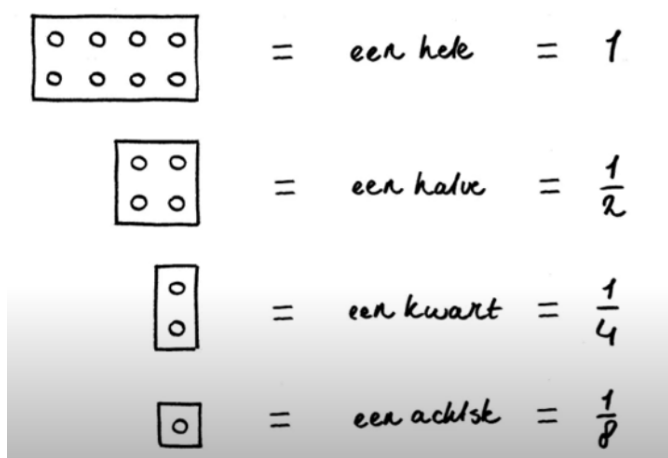 = een hele = 1
= een halve = 1/2
= een kwart = 1/4
= een achtste = 1/8